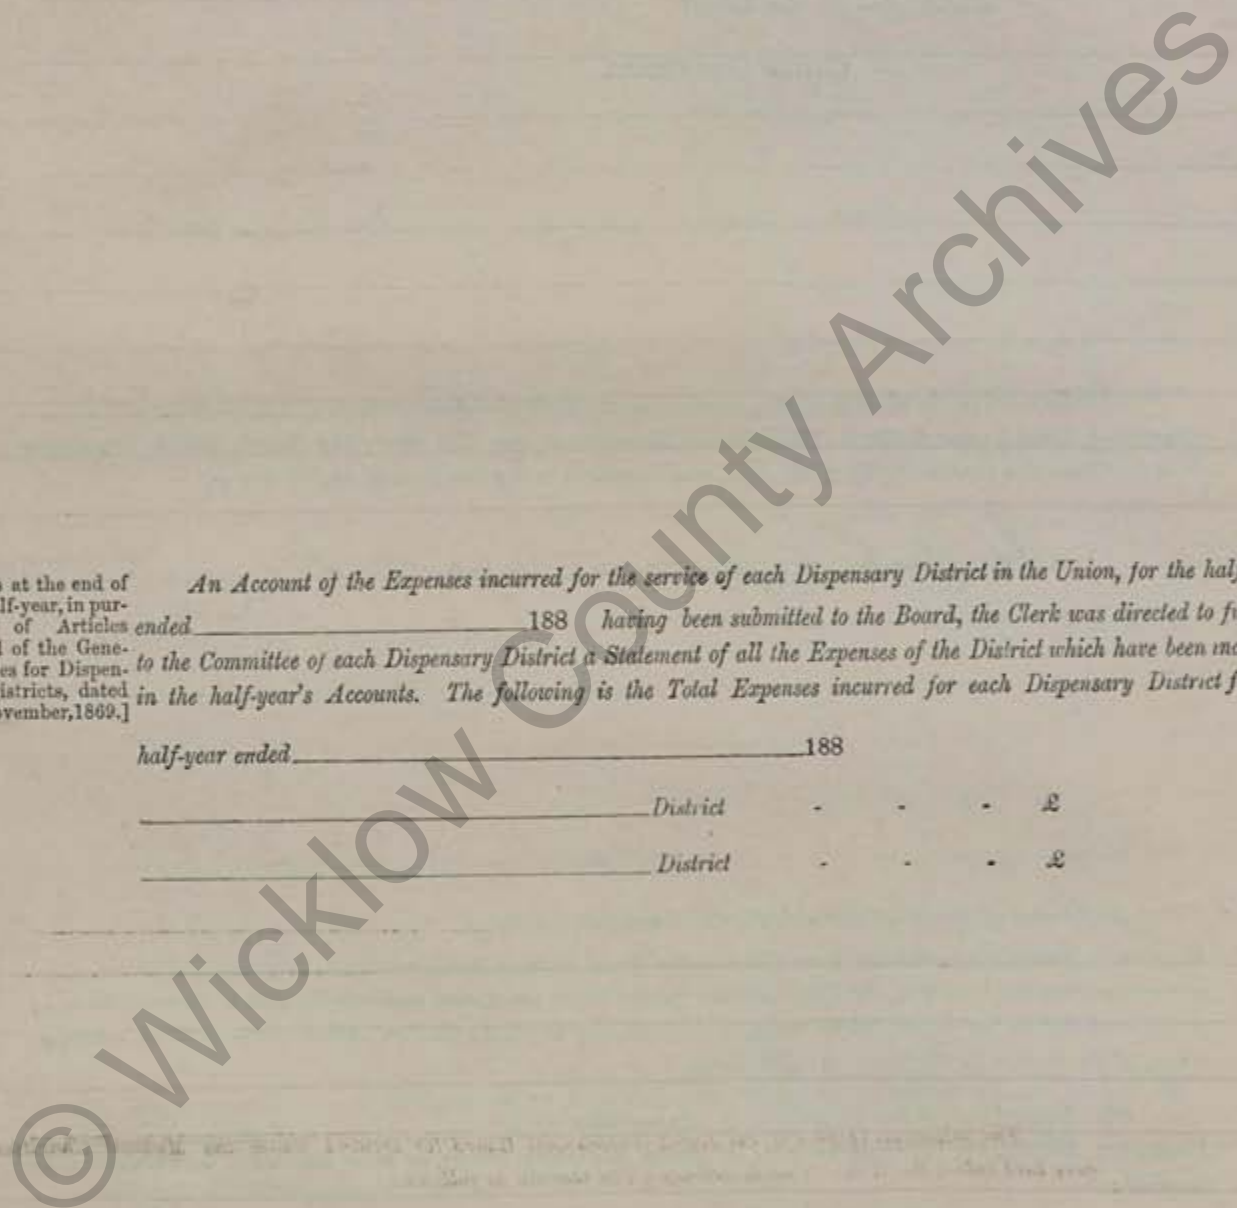 at the end of
lf-year, in pur-
of Articles
of the Gene-
es for Dispen-
istricts, dated
vember, 1869.]
An Account of the Expenses incurred for the service of each Dispensary District in the Union, for the half
ended 188 having been submitted to the Board, the Clerk was directed to fu
to the Committee of each Dispensary District a Statement of all the Expenses of the District which have been inc
in the half-year's Accounts. The following is the Total Expenses incurred for each Dispensary District f
half-year ended 188
District - - - £
District - - - £
© Wicklow County Archives